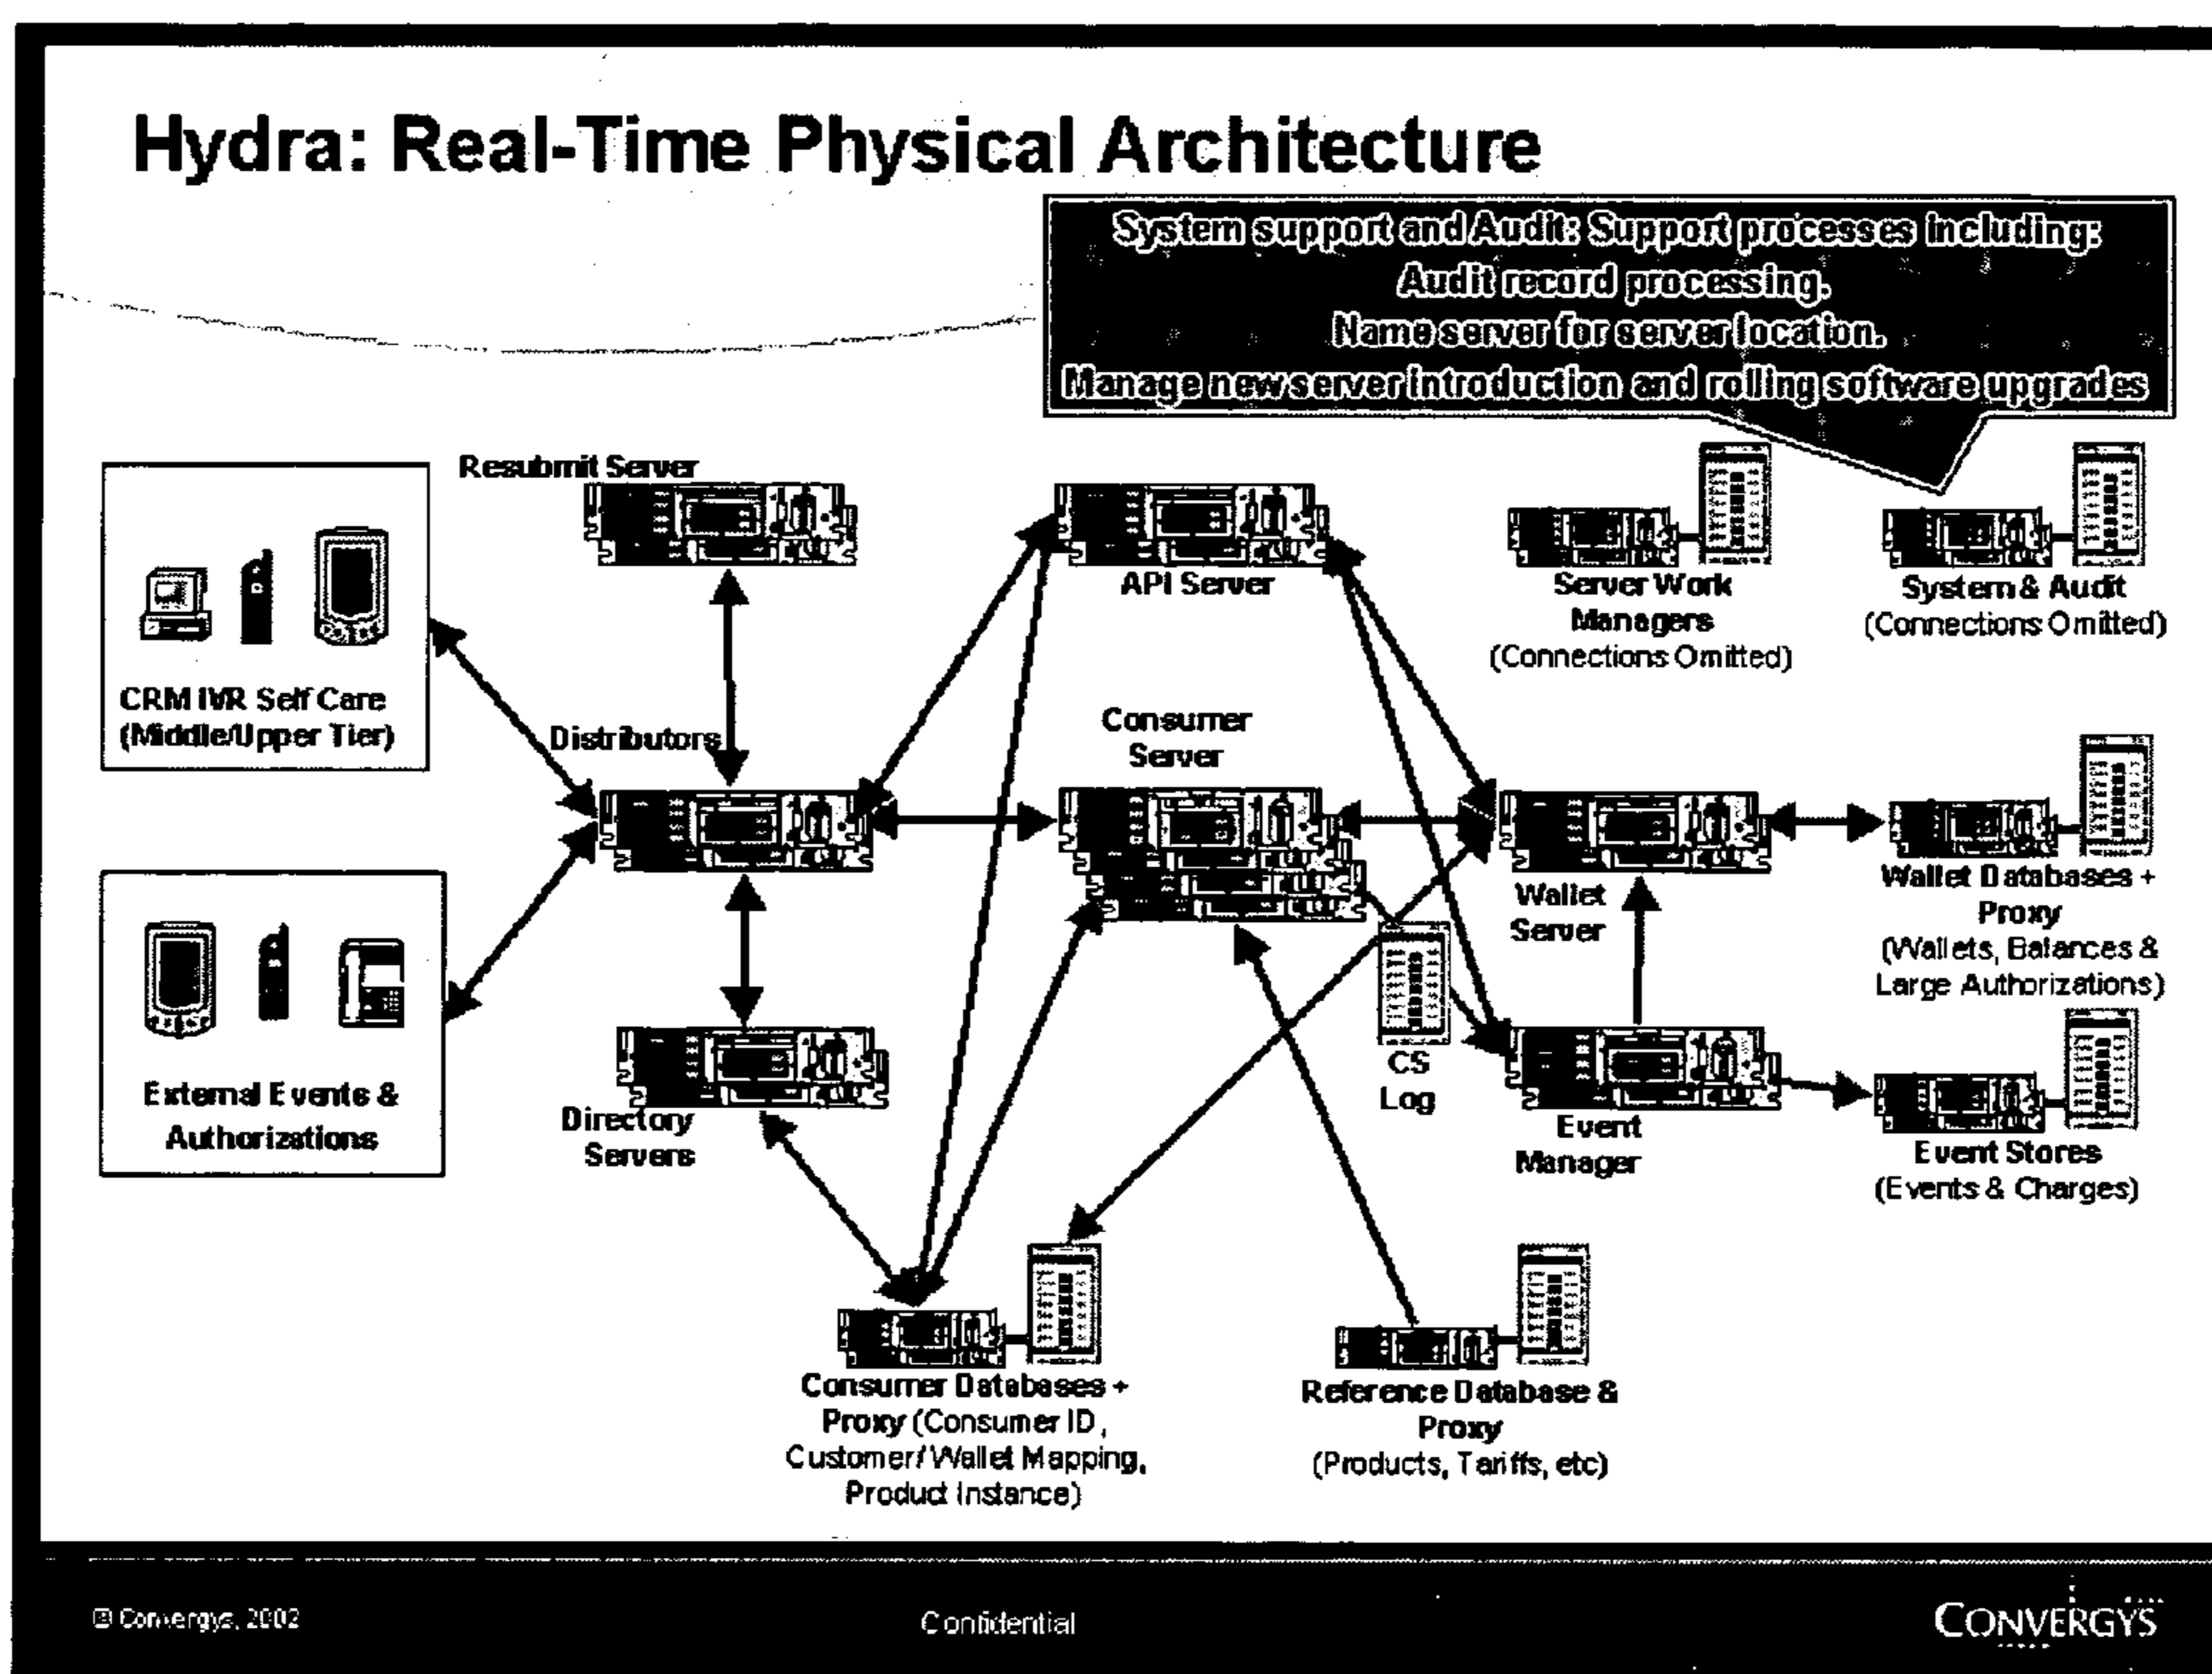 Hydra: Real-Time Physical Architecture
System support and Audit: Support processes including:
Audit record processing.
Name server for server location.
Manage new server introduction and rolling software upgrades
Resubmit Server
API Server
Server Work
Managers
(Connections Omitted)
System & Audit
(Connections Omitted)
CRM IVR Self Care
(Middle/Upper Tier)
Distributors
Consumer
Server
Wallet
Server
Wallet Databases +
Proxy
(Wallets, Balances &
Large Authorizations)
External Events &
Authorizations
Directory
Servers
CS
Log
Event
Manager
Event Stores
(Events & Charges)
Consumer Databases +
Proxy (Consumer ID,
Customer/Wallet Mapping,
Product Instance)
Reference Database &
Proxy
(Products, Tariffs, etc)
© Convergys, 2002
Confidential
CONVERGYS